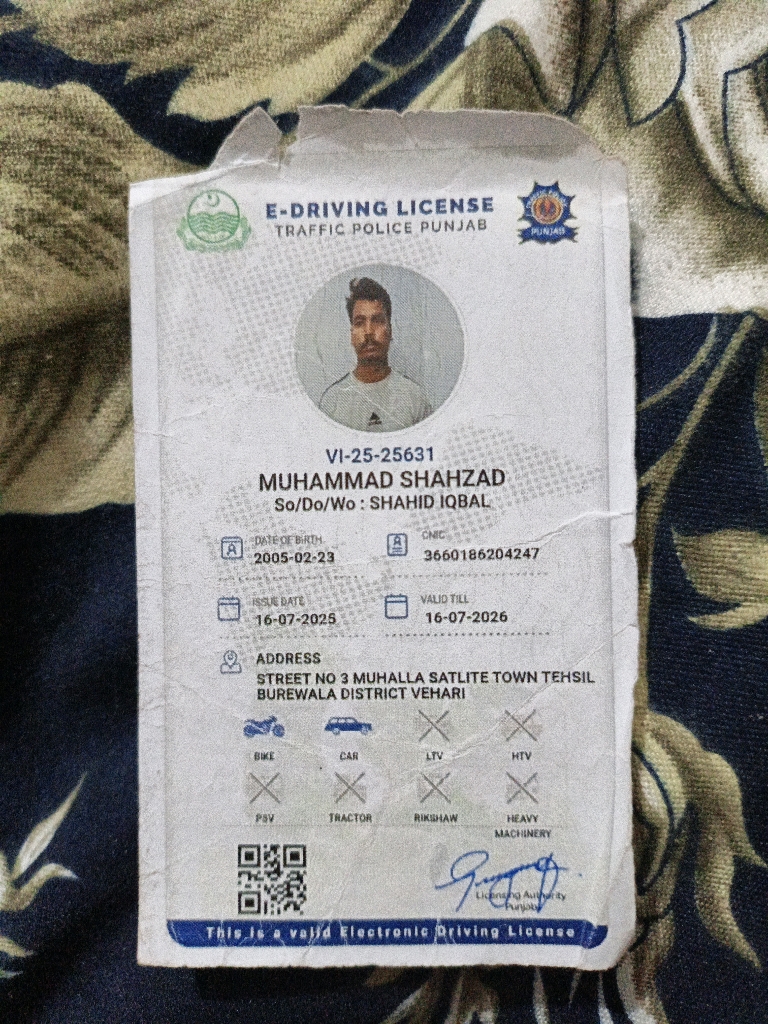 E-DRIVING LICENSE
TRAFFIC POLICE PUNJAB
PUNJAB
VI-25-25631
MUHAMMAD SHAHZAD
So/Do/Wo : SHAHID IQBAL
DATE OF BIRTH
2005-02-23
CNIC
3660186204247
ISSUE DATE
16-07-2025
VALID TILL
16-07-2026
ADDRESS
STREET NO 3 MUHALLA SATLITE TOWN TEHSIL
BUREWALA DISTRICT VEHARI
BIKE CAR LTV HTV
PSV TRACTOR RIKSHAW HEAVY
MACHINERY
Licensing Authority
Punjab
This is a valid Electronic Driving License